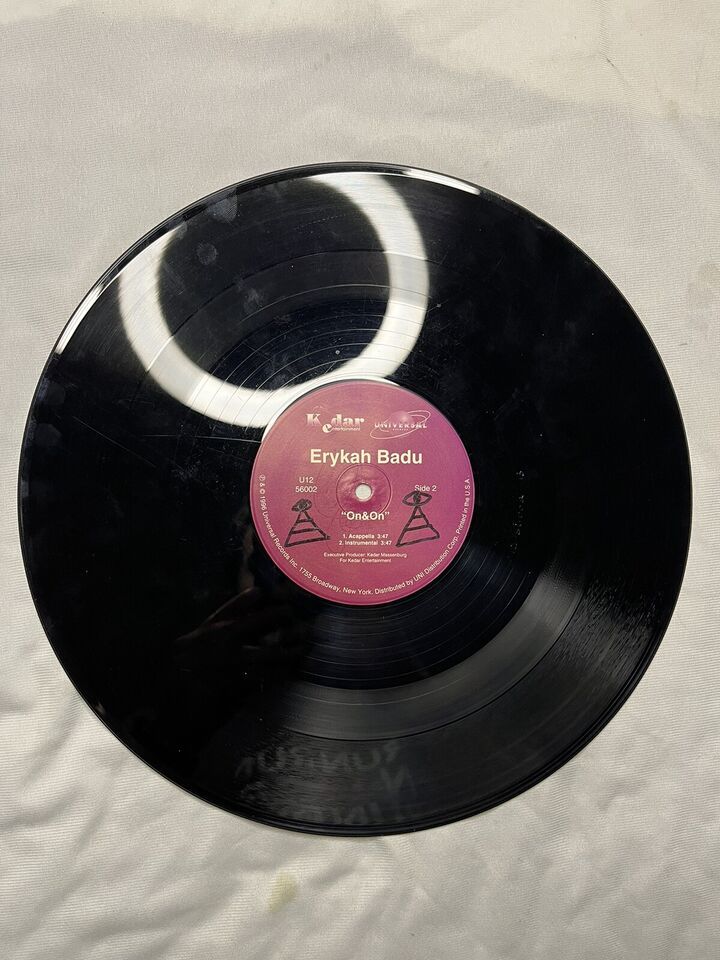 Kedar
entertainment
UNIVERSAL
Erykah Badu
U12
56002
Side 2
"On&On"
1. Acappella 3:47
2. Instrumental 3:47
Executive Producer: Kedar Massenburg
For Kedar Entertainment
℗ & © 1996 Universal Records Inc. 1755 Broadway, New York. Distributed by UNI Distribution Corp. Printed in the U.S.A